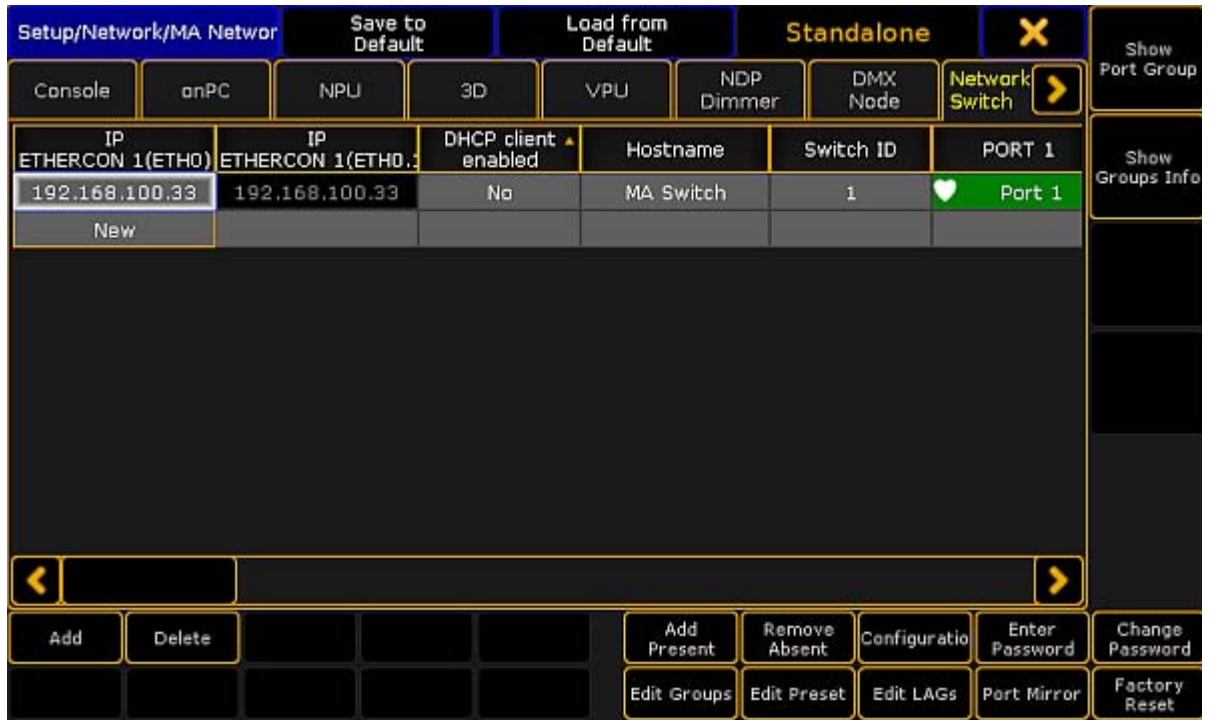 Setup/Network/MA Networ
Save to
Default
Load from
Default
Standalone
Show
Port Group
Console
onPC
NPU
3D
VPU
NDP
Dimmer
DMX
Node
Network
Switch
IP
ETHERCON 1(ETH0)
IP
ETHERCON 1(ETH0.:
DHCP client
enabled
Hostname
Switch ID
PORT 1
Show
Groups Info
192.168.100.33
192.168.100.33
No
MA Switch
1
Port 1
New
Add
Delete
Add
Present
Remove
Absent
Configuratio
Enter
Password
Change
Password
Edit Groups
Edit Preset
Edit LAGs
Port Mirror
Factory
Reset